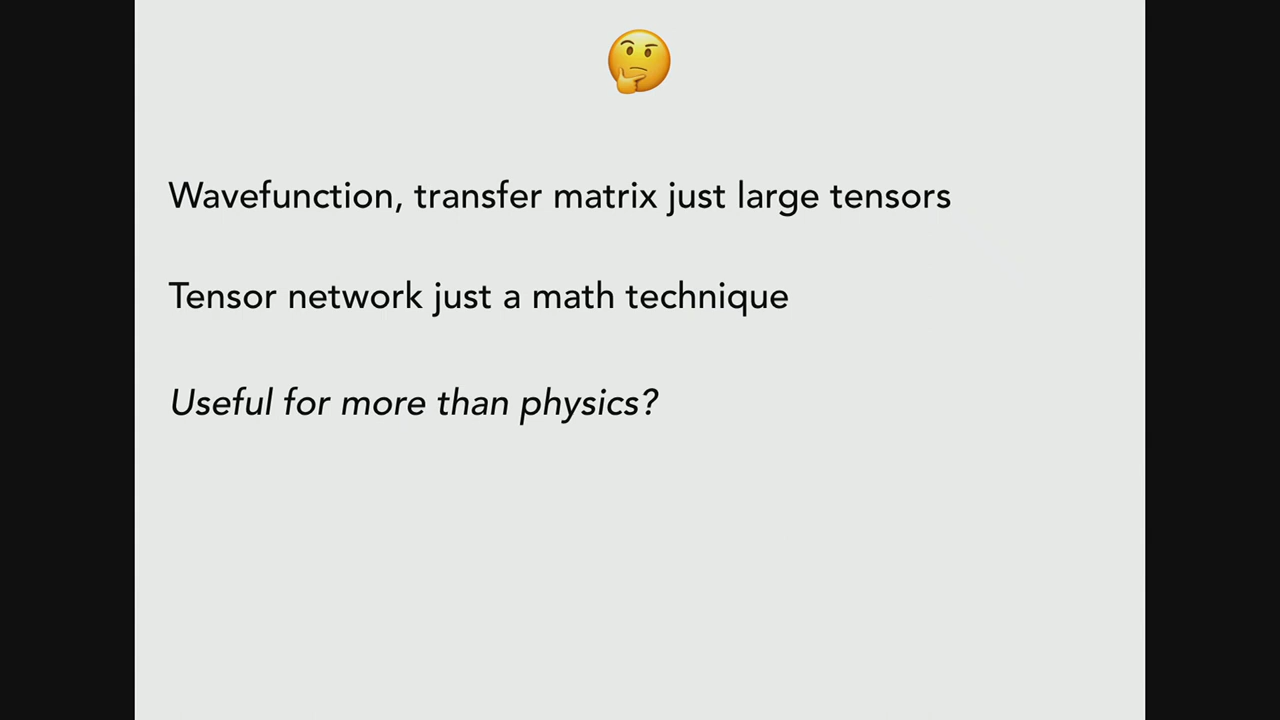 Wavefunction, transfer matrix just large tensors
Tensor network just a math technique
Useful for more than physics?